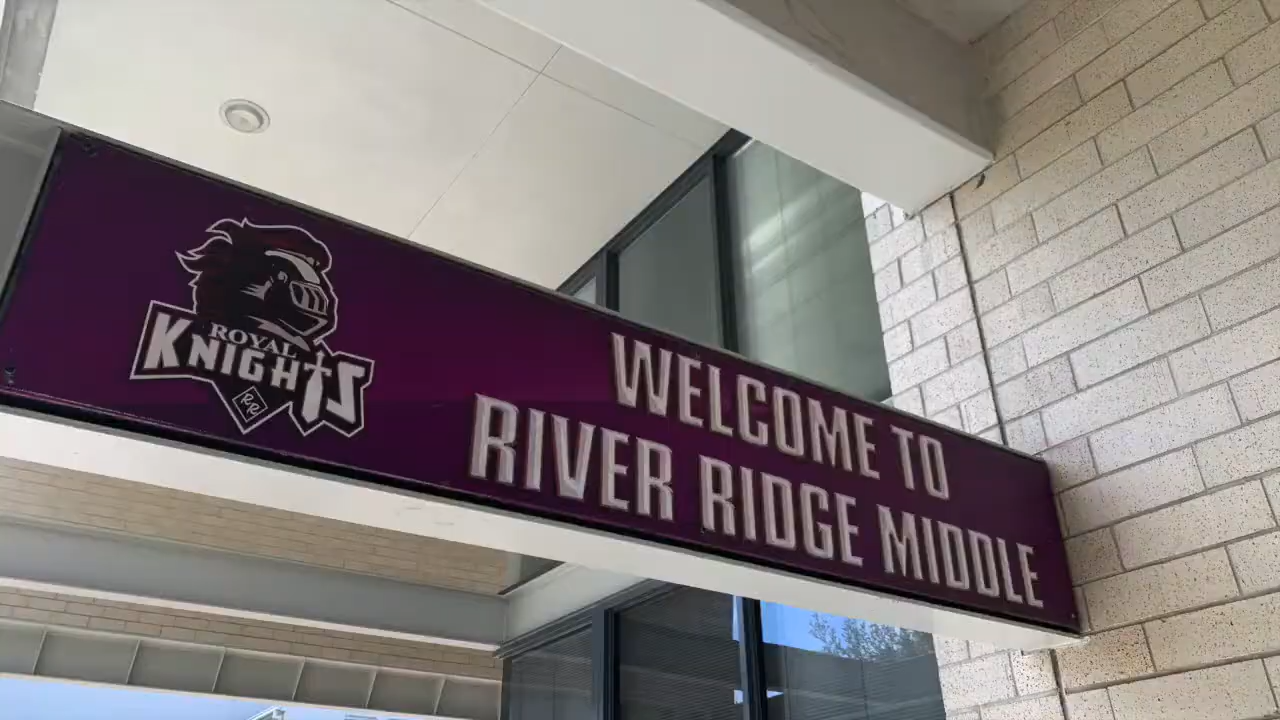 ROYAL
KNIGHTS
RR
WELCOME TO
RIVER RIDGE MIDDLE